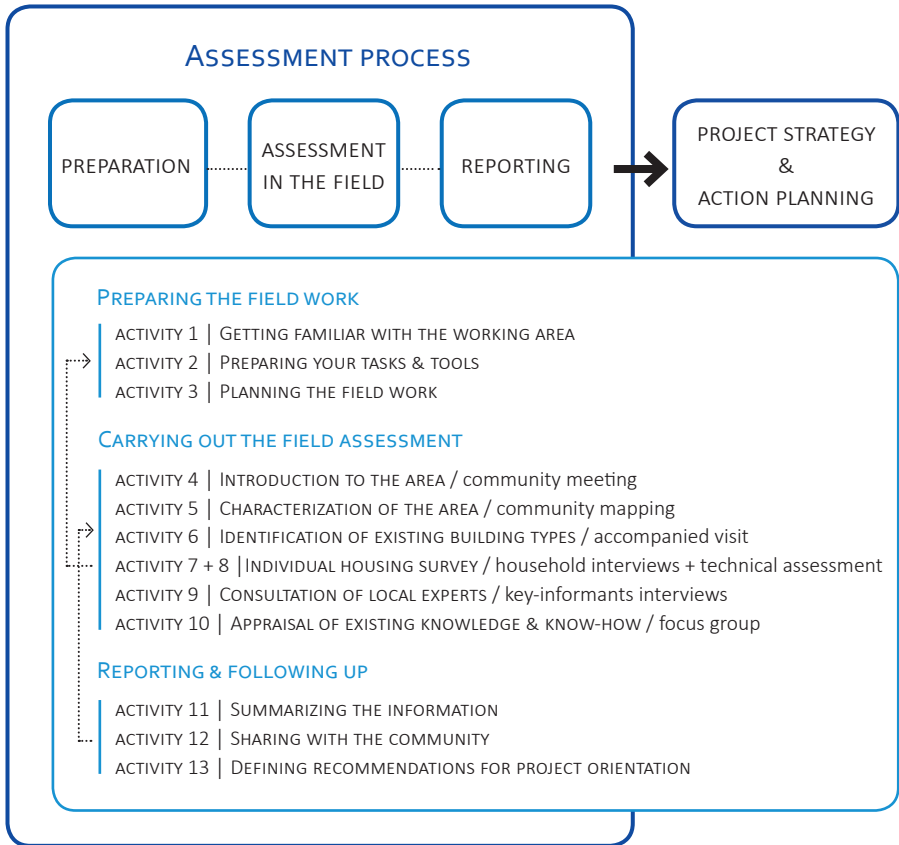 ASSESSMENT PROCESS
PREPARATION
ASSESSMENT
IN THE FIELD
REPORTING
PROJECT STRATEGY
&
ACTION PLANNING
PREPARING THE FIELD WORK
ACTIVITY 1 | GETTING FAMILIAR WITH THE WORKING AREA
ACTIVITY 2 | PREPARING YOUR TASKS & TOOLS
ACTIVITY 3 | PLANNING THE FIELD WORK
CARRYING OUT THE FIELD ASSESSMENT
ACTIVITY 4 | INTRODUCTION TO THE AREA / community meeting
ACTIVITY 5 | CHARACTERIZATION OF THE AREA / community mapping
ACTIVITY 6 | IDENTIFICATION OF EXISTING BUILDING TYPES / accompanied visit
ACTIVITY 7 + 8 | INDIVIDUAL HOUSING SURVEY / household interviews + technical assessment
ACTIVITY 9 | CONSULTATION OF LOCAL EXPERTS / key-informants interviews
ACTIVITY 10 | APPRAISAL OF EXISTING KNOWLEDGE & KNOW-HOW / focus group
REPORTING & FOLLOWING UP
ACTIVITY 11 | SUMMARIZING THE INFORMATION
ACTIVITY 12 | SHARING WITH THE COMMUNITY
ACTIVITY 13 | DEFINING RECOMMENDATIONS FOR PROJECT ORIENTATION